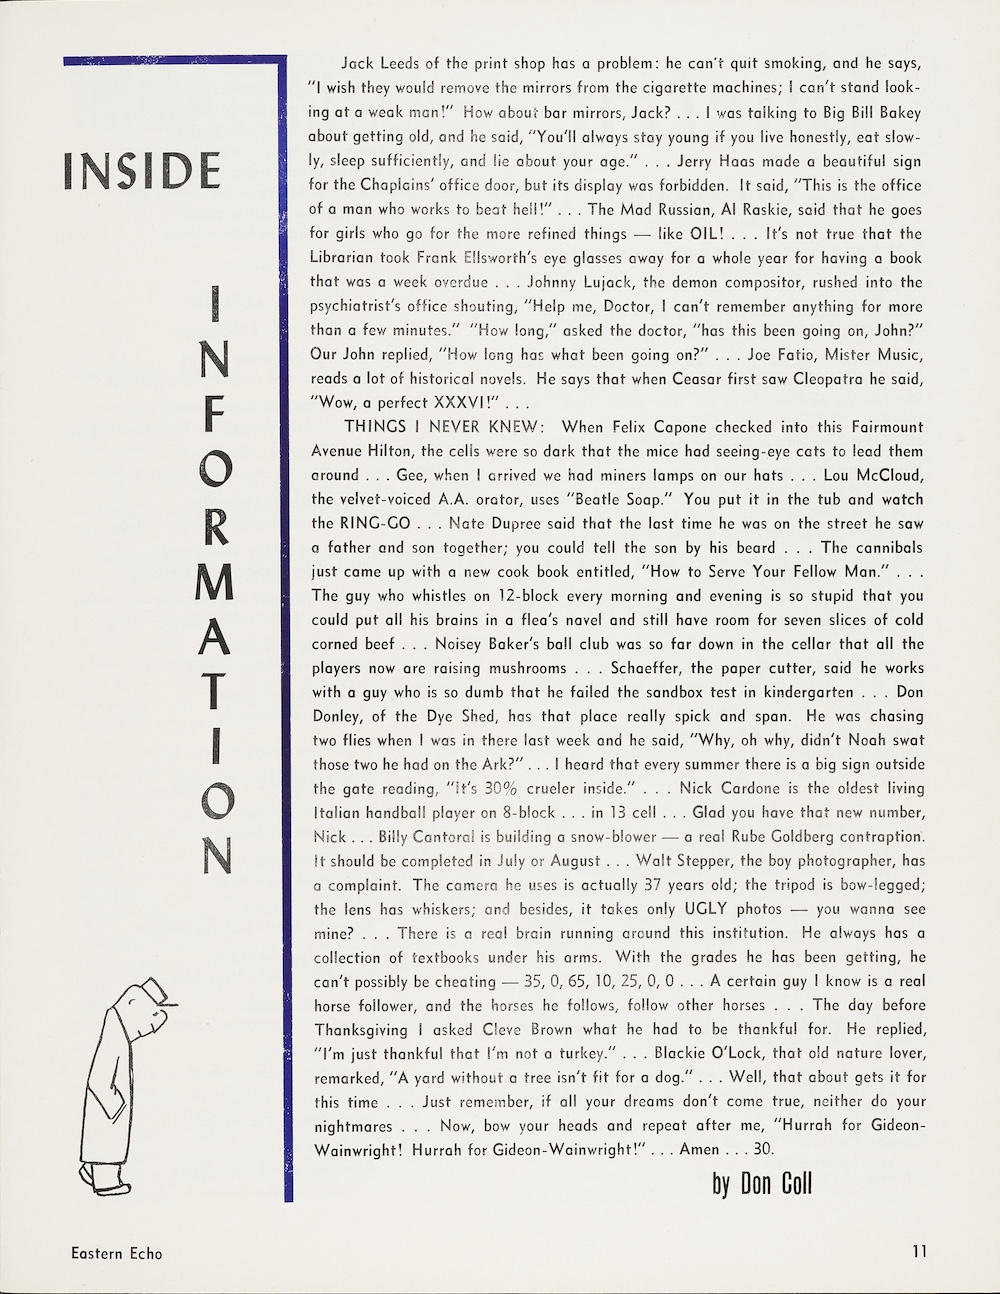 INSIDE
INFORMATION
Jack Leeds of the print shop has a problem: he can't quit smoking, and he says,
"I wish they would remove the mirrors from the cigarette machines; I can't stand look-
ing at a weak man!" How about bar mirrors, Jack? . . . I was talking to Big Bill Bakey
about getting old, and he said, "You'll always stay young if you live honestly, eat slow-
ly, sleep sufficiently, and lie about your age." . . . Jerry Haas made a beautiful sign
for the Chaplains' office door, but its display was forbidden. It said, "This is the office
of a man who works to beat hell!" . . . The Mad Russian, Al Raskie, said that he goes
for girls who go for the more refined things — like OIL! . . . It's not true that the
Librarian took Frank Ellsworth's eye glasses away for a whole year for having a book
that was a week overdue . . . Johnny Lujack, the demon compositor, rushed into the
psychiatrist's office shouting, "Help me, Doctor, I can't remember anything for more
than a few minutes." "How long," asked the doctor, "has this been going on, John?"
Our John replied, "How long has what been going on?" . . . Joe Fatio, Mister Music,
reads a lot of historical novels. He says that when Ceasar first saw Cleopatra he said,
"Wow, a perfect XXXVI!" . . .
THINGS I NEVER KNEW: When Felix Capone checked into this Fairmount
Avenue Hilton, the cells were so dark that the mice had seeing-eye cats to lead them
around . . . Gee, when I arrived we had miners lamps on our hats . . . Lou McCloud,
the velvet-voiced A.A. orator, uses "Beatle Soap." You put it in the tub and watch
the RING-GO . . . Nate Dupree said that the last time he was on the street he saw
a father and son together; you could tell the son by his beard . . . The cannibals
just came up with a new cook book entitled, "How to Serve Your Fellow Man." . . .
The guy who whistles on 12-block every morning and evening is so stupid that you
could put all his brains in a flea's navel and still have room for seven slices of cold
corned beef . . . Noisey Baker's ball club was so far down in the cellar that all the
players now are raising mushrooms . . . Schaeffer, the paper cutter, said he works
with a guy who is so dumb that he failed the sandbox test in kindergarten . . . Don
Donley, of the Dye Shed, has that place really spick and span. He was chasing
two flies when I was in there last week and he said, "Why, oh why, didn't Noah swat
those two he had on the Ark?" . . . I heard that every summer there is a big sign outside
the gate reading, "it's 30% crueler inside." . . . Nick Cardone is the oldest living
Italian handball player on 8-block . . . in 13 cell . . . Glad you have that new number,
Nick . . . Billy Cantoral is building a snow-blower — a real Rube Goldberg contraption.
It should be completed in July or August . . . Walt Stepper, the boy photographer, has
a complaint. The camera he uses is actually 37 years old; the tripod is bow-legged;
the lens has whiskers; and besides, it takes only UGLY photos — you wanna see
mine? . . . There is a real brain running around this institution. He always has a
collection of textbooks under his arms. With the grades he has been getting, he
can't possibly be cheating — 35, 0, 65, 10, 25, 0, 0 . . . A certain guy I know is a real
horse follower, and the horses he follows, follow other horses . . . The day before
Thanksgiving I asked Cleve Brown what he had to be thankful for. He replied,
"I'm just thankful that I'm not a turkey." . . . Blackie O'Lock, that old nature lover,
remarked, "A yard without a tree isn't fit for a dog." . . . Well, that about gets it for
this time . . . Just remember, if all your dreams don't come true, neither do your
nightmares . . . Now, bow your heads and repeat after me, "Hurrah for Gideon-
Wainwright! Hurrah for Gideon-Wainwright!" . . . Amen . . . 30.
by Don Coll
Eastern Echo
11